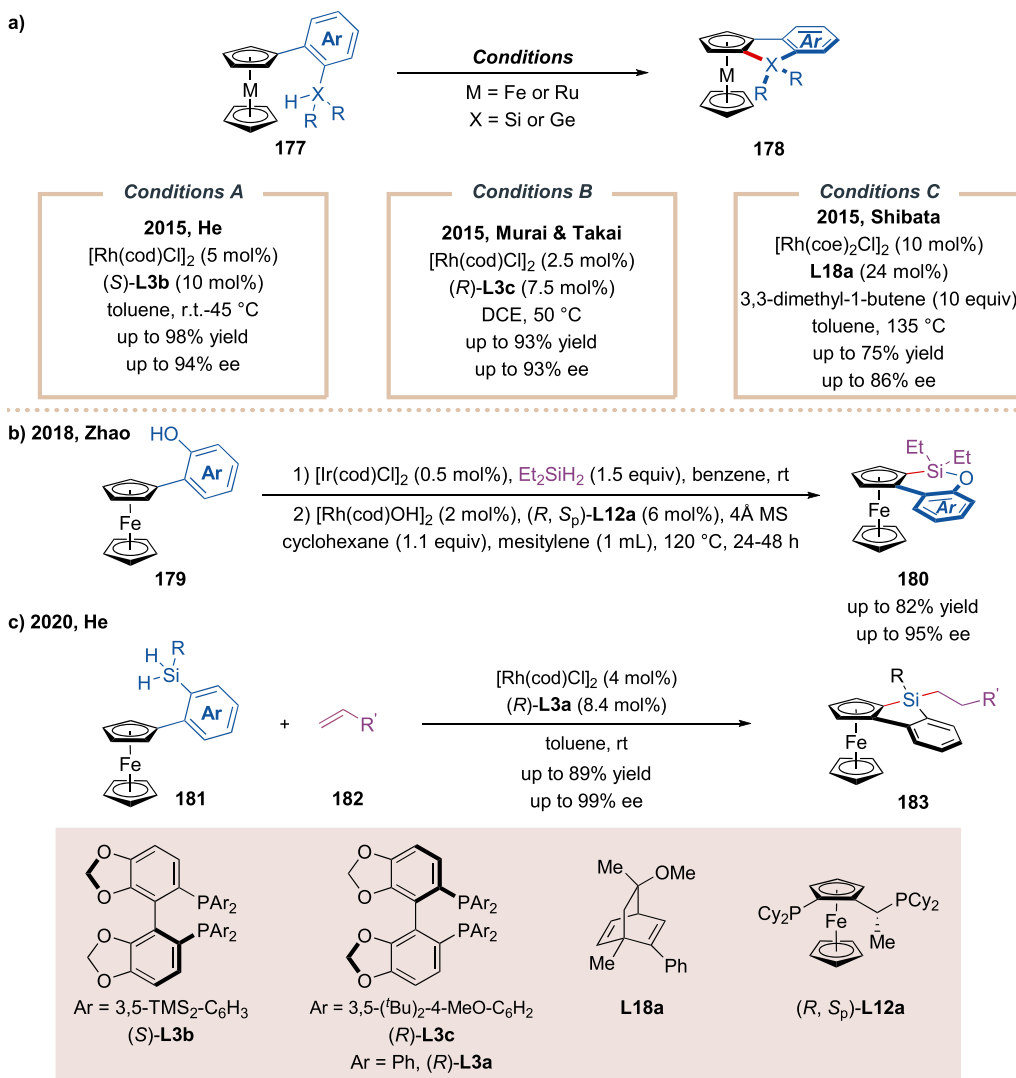 a)
Ar
M
H
X
R
R
177
Conditions
M = Fe or Ru
X = Si or Ge
Ar
M
X
R
R
178
Conditions A
2015, He
[Rh(cod)Cl]2 (5 mol%)
(S)-L3b (10 mol%)
toluene, r.t.-45 °C
up to 98% yield
up to 94% ee
Conditions B
2015, Murai & Takai
[Rh(cod)Cl]2 (2.5 mol%)
(R)-L3c (7.5 mol%)
DCE, 50 °C
up to 93% yield
up to 93% ee
Conditions C
2015, Shibata
[Rh(coe)2Cl]2 (10 mol%)
L18a (24 mol%)
3,3-dimethyl-1-butene (10 equiv)
toluene, 135 °C
up to 75% yield
up to 86% ee
b) 2018, Zhao
HO
Ar
Fe
179
1) [Ir(cod)Cl]2 (0.5 mol%), Et2SiH2 (1.5 equiv), benzene, rt
2) [Rh(cod)OH]2 (2 mol%), (R, Sp)-L12a (6 mol%), 4Å MS
cyclohexane (1.1 equiv), mesitylene (1 mL), 120 °C, 24-48 h
Et
Et
Si
O
Ar
Fe
180
up to 82% yield
up to 95% ee
c) 2020, He
R
H
H
Si
Ar
Fe
181
+
R'
182
[Rh(cod)Cl]2 (4 mol%)
(R)-L3a (8.4 mol%)
toluene, rt
up to 89% yield
up to 99% ee
R
Si
R'
Fe
183
O
O
PAr2
PAr2
O
O
Ar = 3,5-TMS2-C6H3
(S)-L3b
O
O
PAr2
PAr2
O
O
Ar = 3,5-(tBu)2-4-MeO-C6H2
(R)-L3c
Ar = Ph, (R)-L3a
Me
OMe
Me
Ph
L18a
Cy2P
PCy2
Fe
Me
(R, Sp)-L12a